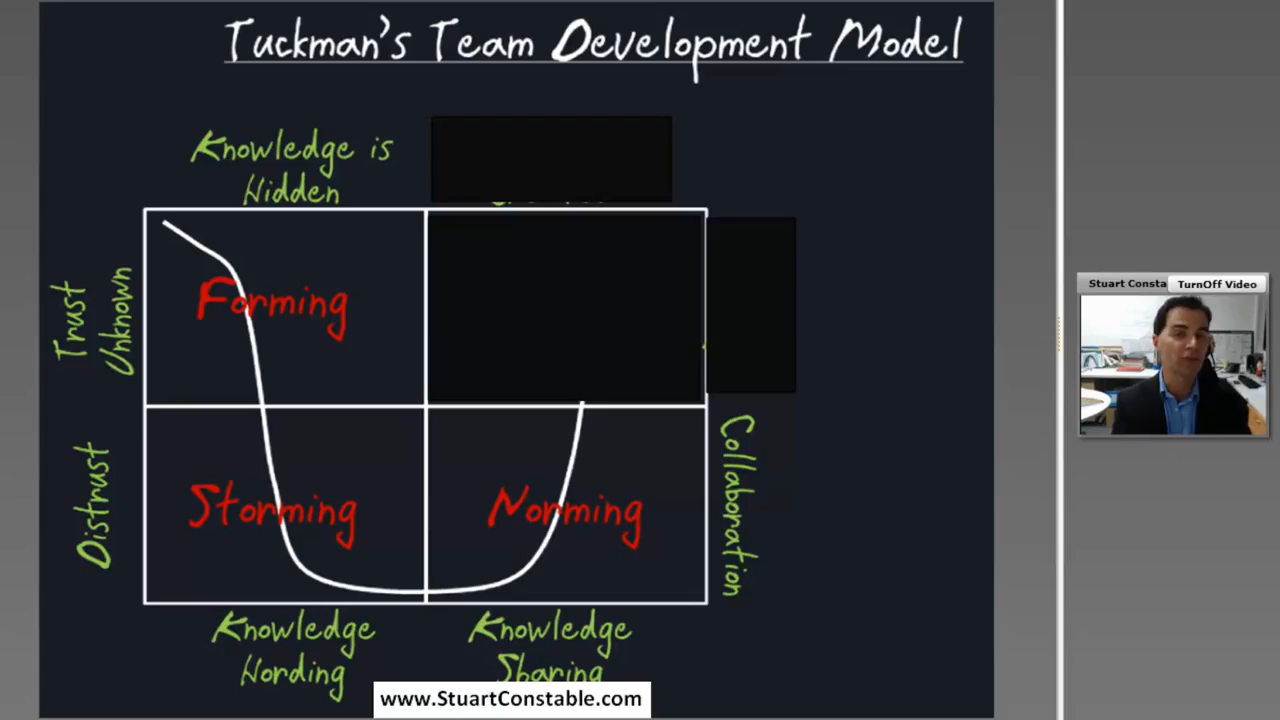 Tuckman's Team Development Model
Knowledge is
Hidden
Trust
Unknown
Forming
Distrust
Storming
Norming
Collaboration
Knowledge
Hording
Knowledge
Sharing
www.StuartConstable.com
Stuart Consta
TurnOff Video